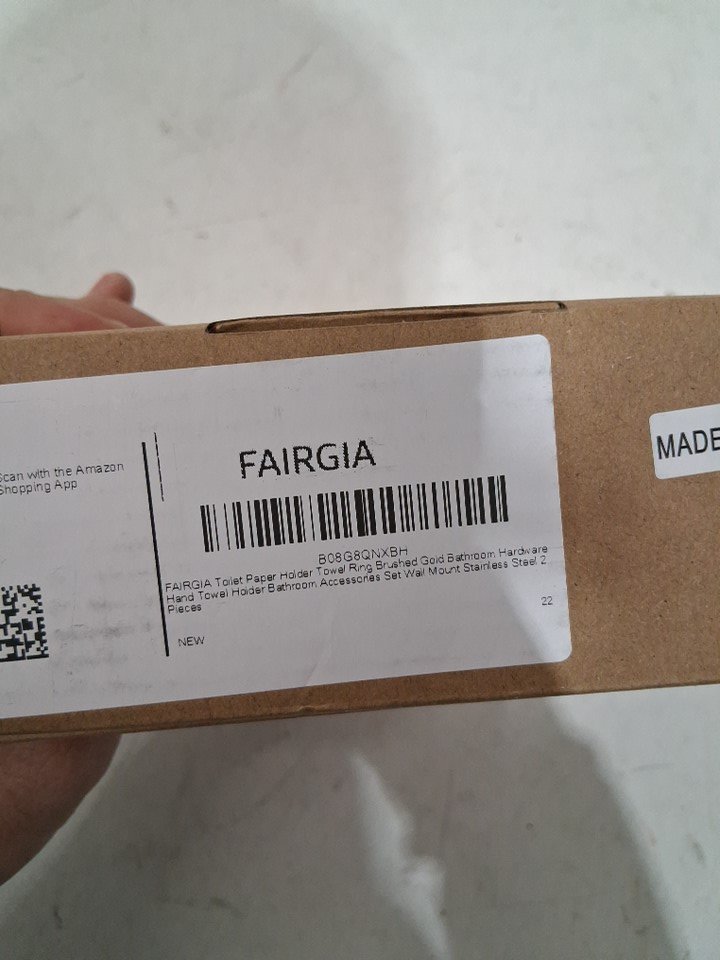 Scan with the Amazon
Shopping App
FAIRGIA
B08G8QNXBH
FAIRGIA Toilet Paper Holder Towel Ring Brushed Gold Bathroom Hardware
Hand Towel Holder Bathroom Accessories Set Wall Mount Stainless Steel 2
Pieces
22
NEW
MADE